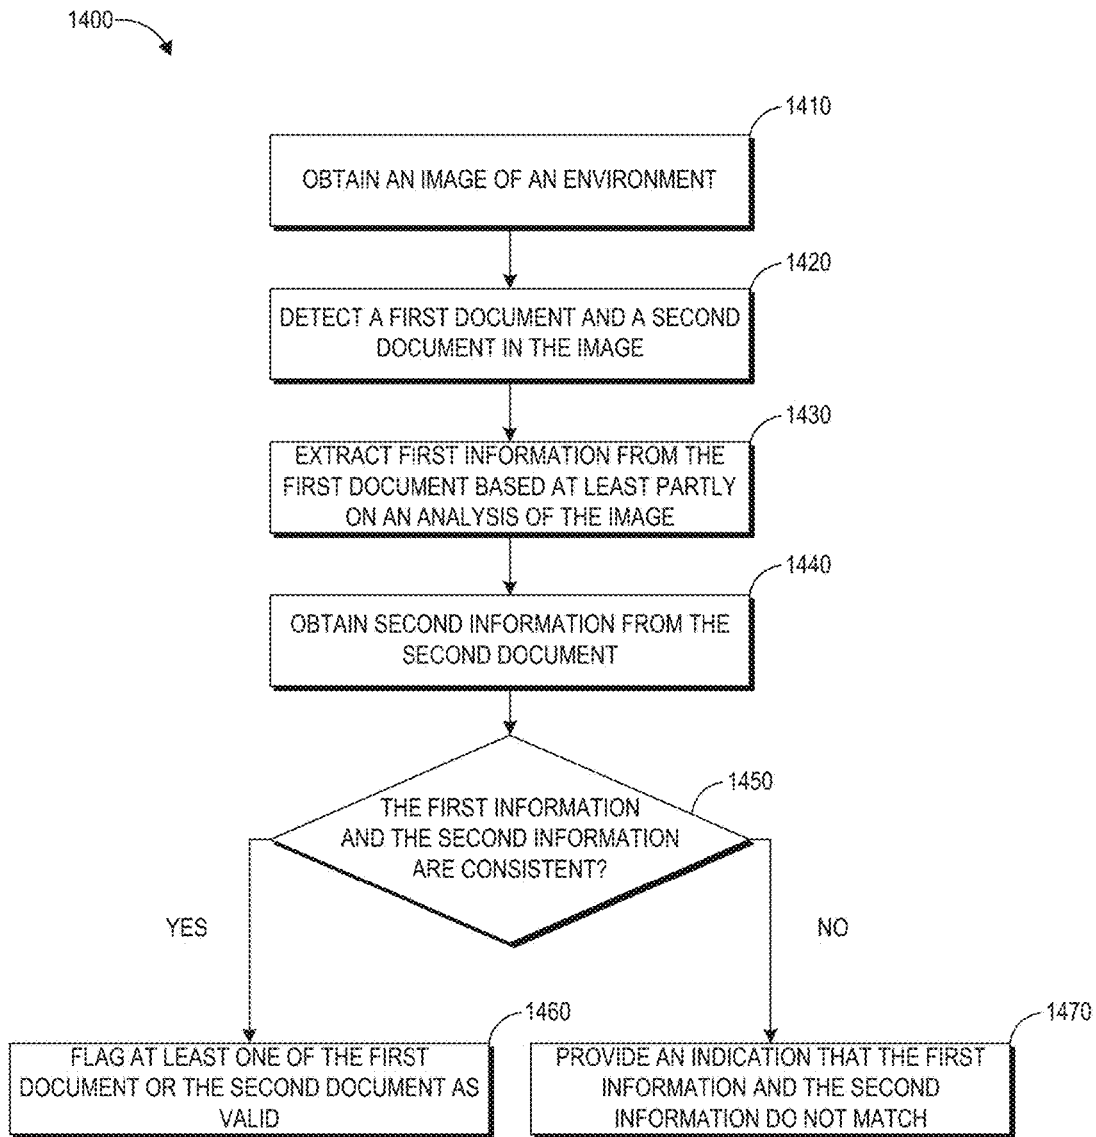 1400
1410
OBTAIN AN IMAGE OF AN ENVIRONMENT
1420
DETECT A FIRST DOCUMENT AND A SECOND
DOCUMENT IN THE IMAGE
1430
EXTRACT FIRST INFORMATION FROM THE
FIRST DOCUMENT BASED AT LEAST PARTLY
ON AN ANALYSIS OF THE IMAGE
1440
OBTAIN SECOND INFORMATION FROM THE
SECOND DOCUMENT
1450
THE FIRST INFORMATION
AND THE SECOND INFORMATION
ARE CONSISTENT?
YES
NO
1460
FLAG AT LEAST ONE OF THE FIRST
DOCUMENT OR THE SECOND DOCUMENT AS
VALID
1470
PROVIDE AN INDICATION THAT THE FIRST
INFORMATION AND THE SECOND
INFORMATION DO NOT MATCH